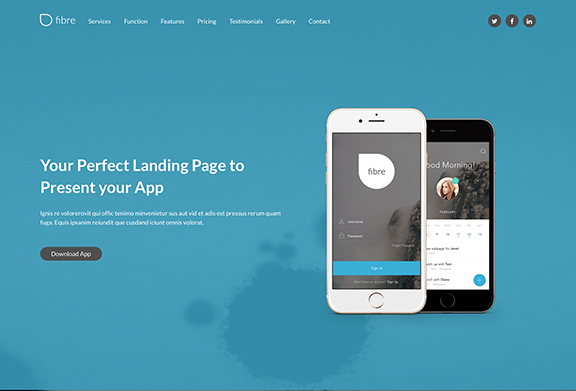 fibre
Services Function Features Pricing Testimonials Gallery Contact
Your Perfect Landing Page to
Present your App
Ignis re volorerovit qui offic tenimo minvenietur sus aut vid et adis est pressus rerum quam
fuga. Equis ipsanim reiundit que cusdand iciunt omnis volorat.
Download App
fibre
Username
Password
Forgot Password
Sign In
Don't have an account? Sign Up
ood Morning!
FEBRUARY